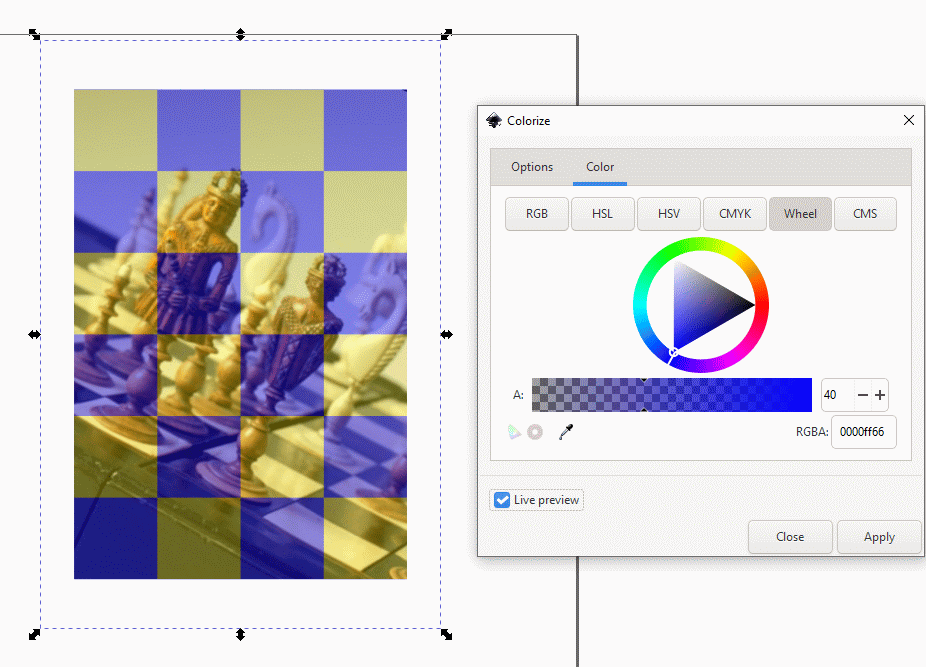 Colorize
Options Color
RGB HSL HSV CMYK Wheel CMS
A: 40
RGBA: 0000ff66
Live preview
Close Apply